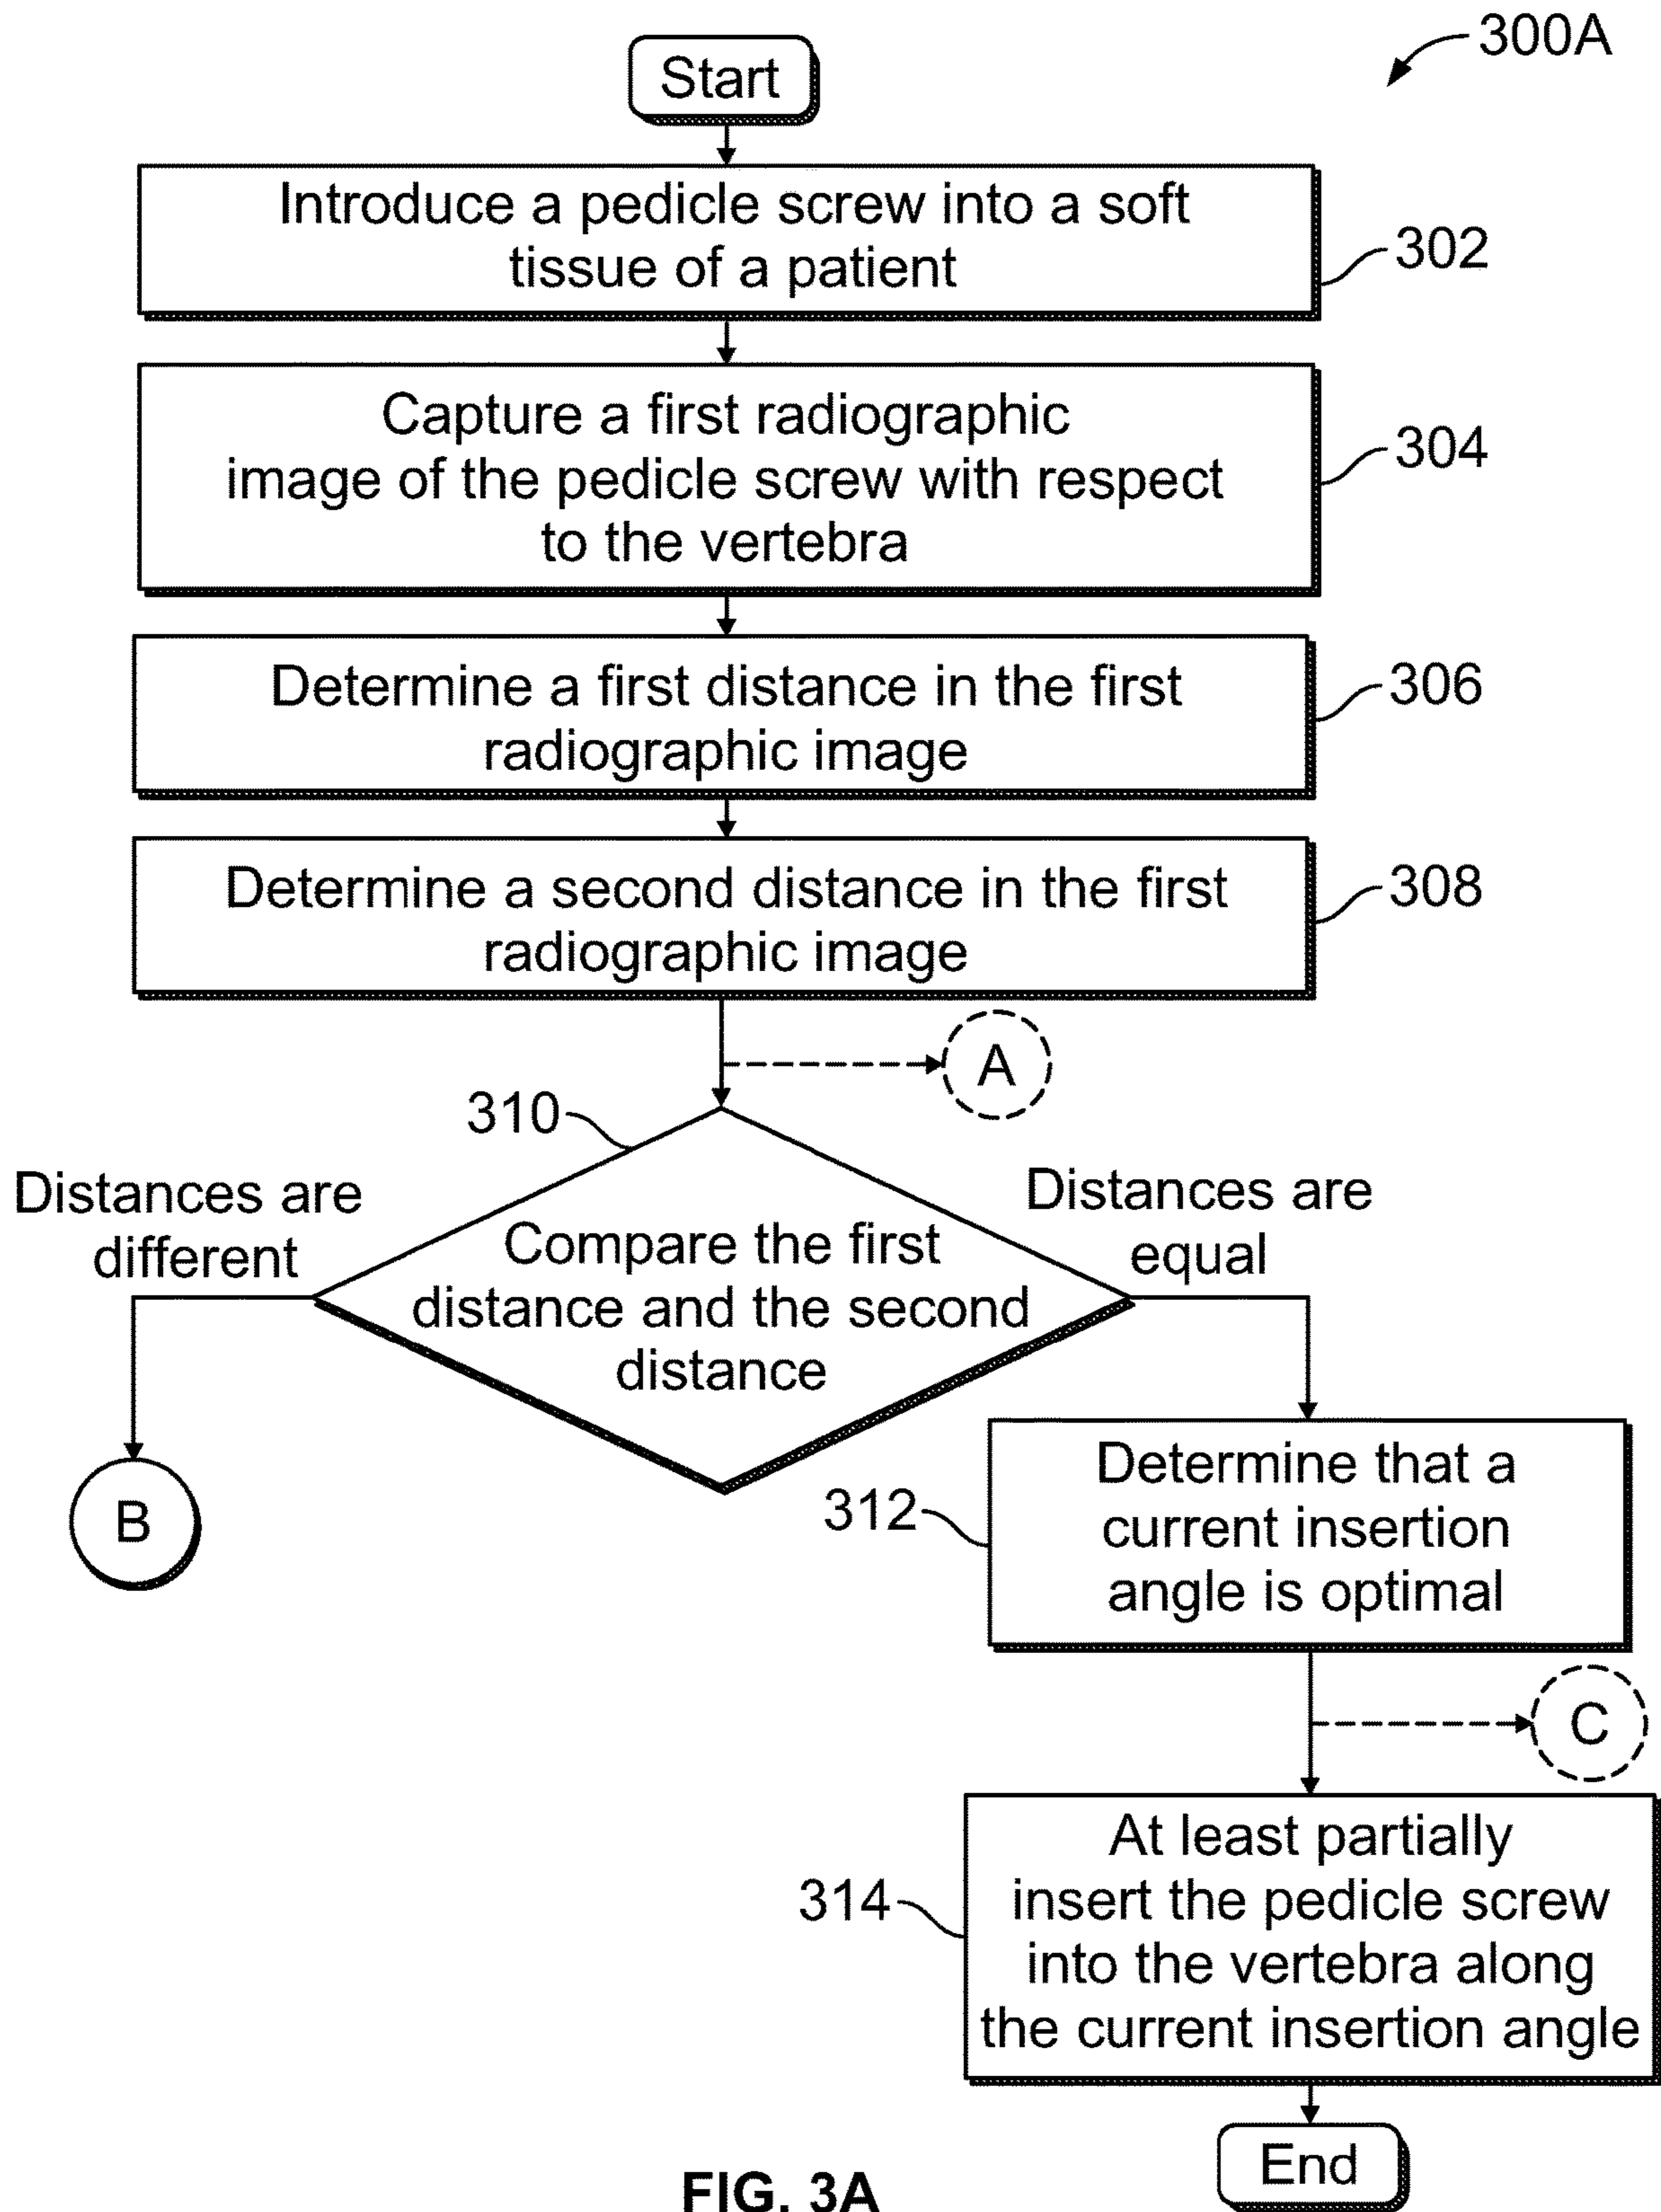 300A
Start
Introduce a pedicle screw into a soft
tissue of a patient
302
Capture a first radiographic
image of the pedicle screw with respect
to the vertebra
304
Determine a first distance in the first
radiographic image
306
Determine a second distance in the first
radiographic image
308
A
310
Distances are
different
Compare the first
distance and the second
distance
Distances are
equal
B
312
Determine that a
current insertion
angle is optimal
C
314
At least partially
insert the pedicle screw
into the vertebra along
the current insertion angle
End
FIG. 3A